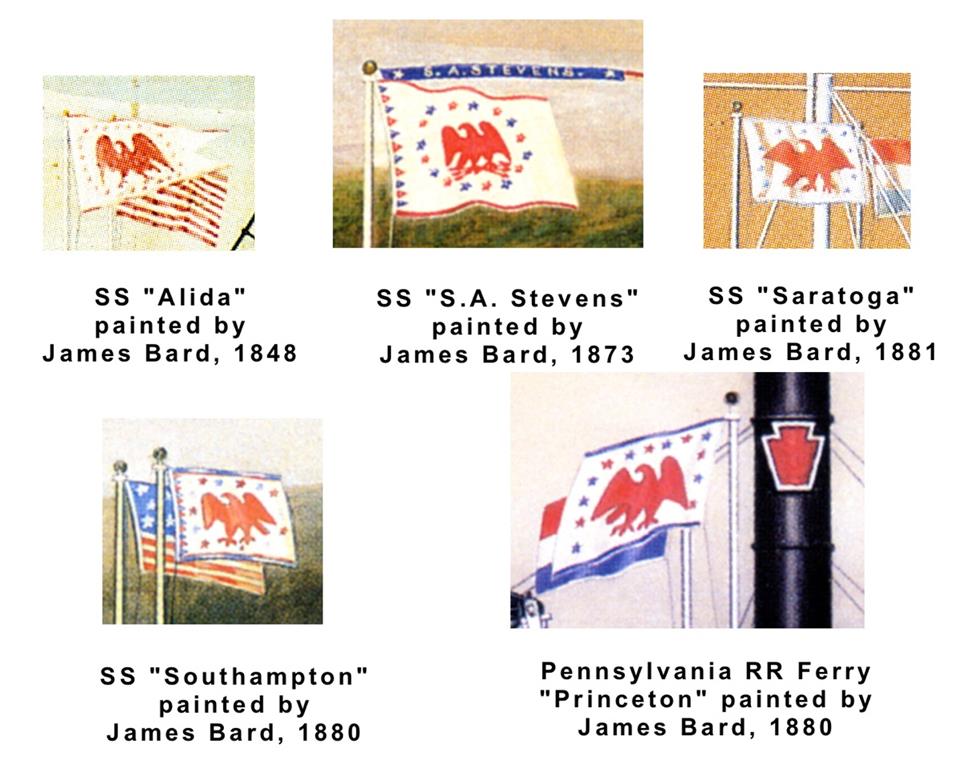 S.A.STEVENS.
SS "Alida"
painted by
James Bard, 1848
SS "S.A. Stevens"
painted by
James Bard, 1873
SS "Saratoga"
painted by
James Bard, 1881
SS "Southampton"
painted by
James Bard, 1880
Pennsylvania RR Ferry
"Princeton" painted by
James Bard, 1880